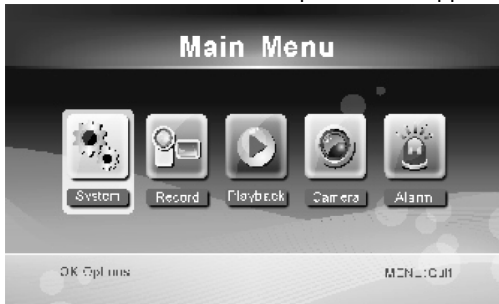 Main Menu
System Record Playback Camera Alarm
OK Options
MENU:Quit